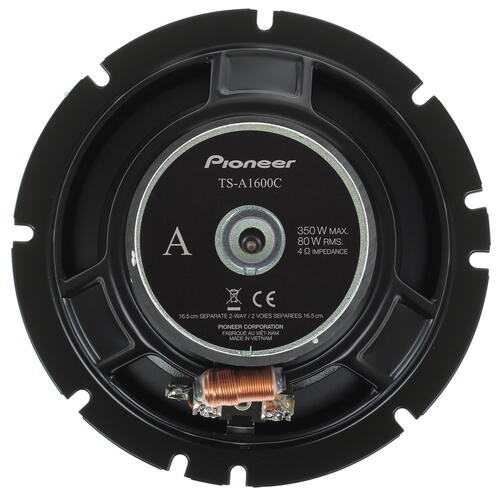 Pioneer
TS-A1600C
A
350 W MAX.
80 W RMS.
4 Ω IMPEDANCE
CE
16.5 cm SEPARATE 2-WAY / 2 VOIES SEPAREES 16.5 cm
PIONEER CORPORATION
FABRIQUÉ AU VIÊT-NAM
MADE IN VIETNAM